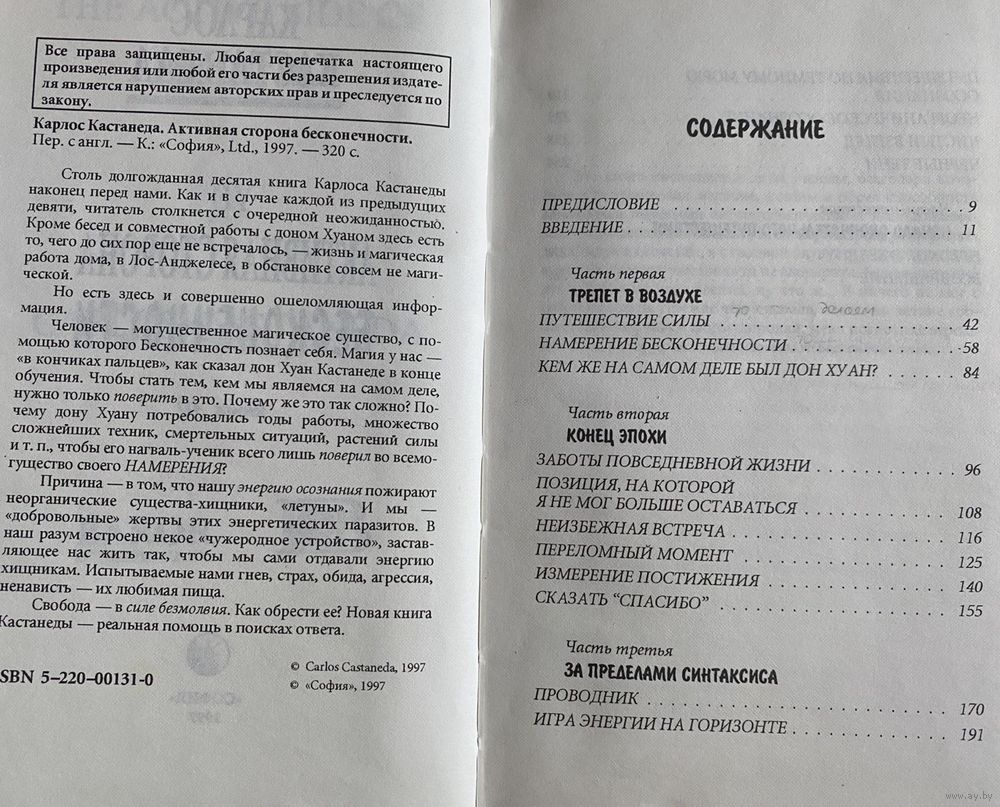 Все права защищены. Любая перепечатка настоящего
произведения или любой его части без разрешения издате-
ля является нарушением авторских прав и преследуется по
закону.
Карлос Кастанеда. Активная сторона бесконечности.
Пер. с англ. — К.: «София», Ltd., 1997. — 320 с.
Столь долгожданная десятая книга Карлоса Кастанеды
наконец перед нами. Как и в случае каждой из предыдущих
девяти, читатель столкнется с очередной неожиданностью.
Кроме бесед и совместной работы с доном Хуаном здесь есть
то, чего до сих пор еще не встречалось, — жизнь и магическая
работа дома, в Лос-Анджелесе, в обстановке совсем не маги-
ческой.
Но есть здесь и совершенно ошеломляющая инфор-
мация.
Человек — могущественное магическое существо, с по-
мощью которого Бесконечность познает себя. Магия у нас —
«в кончиках пальцев», как сказал дон Хуан Кастанеде в конце
обучения. Чтобы стать тем, кем мы являемся на самом деле,
нужно только поверить в это. Почему же это так сложно? По-
чему дону Хуану потребовались годы работы, множество
сложнейших техник, смертельных ситуаций, растений силы
и т. п., чтобы его нагваль-ученик всего лишь поверил во всемо-
гущество своего НАМЕРЕНИЯ?
Причина — в том, что нашу энергию осознания пожирают
неорганические существа-хищники, «летуны». И мы —
«добровольные» жертвы этих энергетических паразитов. В
наш разум встроено некое «чужеродное устройство», застав-
ляющее нас жить так, чтобы мы сами отдавали энергию
хищникам. Испытываемые нами гнев, страх, обида, агрессия,
ненависть — их любимая пища.
Свобода — в силе безмолвия. Как обрести ее? Новая книга
Кастанеды — реальная помощь в поисках ответа.
© Carlos Castaneda, 1997
SBN 5-220-00131-0
© «София», 1997
СОДЕРЖАНИЕ
ПРЕДИСЛОВИЕ . . . . . . . . . . 9
ВВЕДЕНИЕ . . . . . . . . . . 11
Часть первая
ТРЕПЕТ В ВОЗДУХЕ
делаем
ПУТЕШЕСТВИЕ СИЛЫ . . . . . . . . . . 42
НАМЕРЕНИЕ БЕСКОНЕЧНОСТИ . . . . . . . . . . 58
КЕМ ЖЕ НА САМОМ ДЕЛЕ БЫЛ ДОН ХУАН? . . . . . . 84
Часть вторая
КОНЕЦ ЭПОХИ
ЗАБОТЫ ПОВСЕДНЕВНОЙ ЖИЗНИ . . . . . . . . . . 96
ПОЗИЦИЯ, НА КОТОРОЙ
Я НЕ МОГ БОЛЬШЕ ОСТАВАТЬСЯ . . . . . . . . . . 108
НЕИЗБЕЖНАЯ ВСТРЕЧА . . . . . . . . . . 116
ПЕРЕЛОМНЫЙ МОМЕНТ . . . . . . . . . . 125
ИЗМЕРЕНИЕ ПОСТИЖЕНИЯ . . . . . . . . . . 140
СКАЗАТЬ “СПАСИБО” . . . . . . . . . . 155
Часть третья
ЗА ПРЕДЕЛАМИ СИНТАКСИСА
ПРОВОДНИК . . . . . . . . . . 170
ИГРА ЭНЕРГИИ НА ГОРИЗОНТЕ . . . . . . . . . . 191
www.ay.by